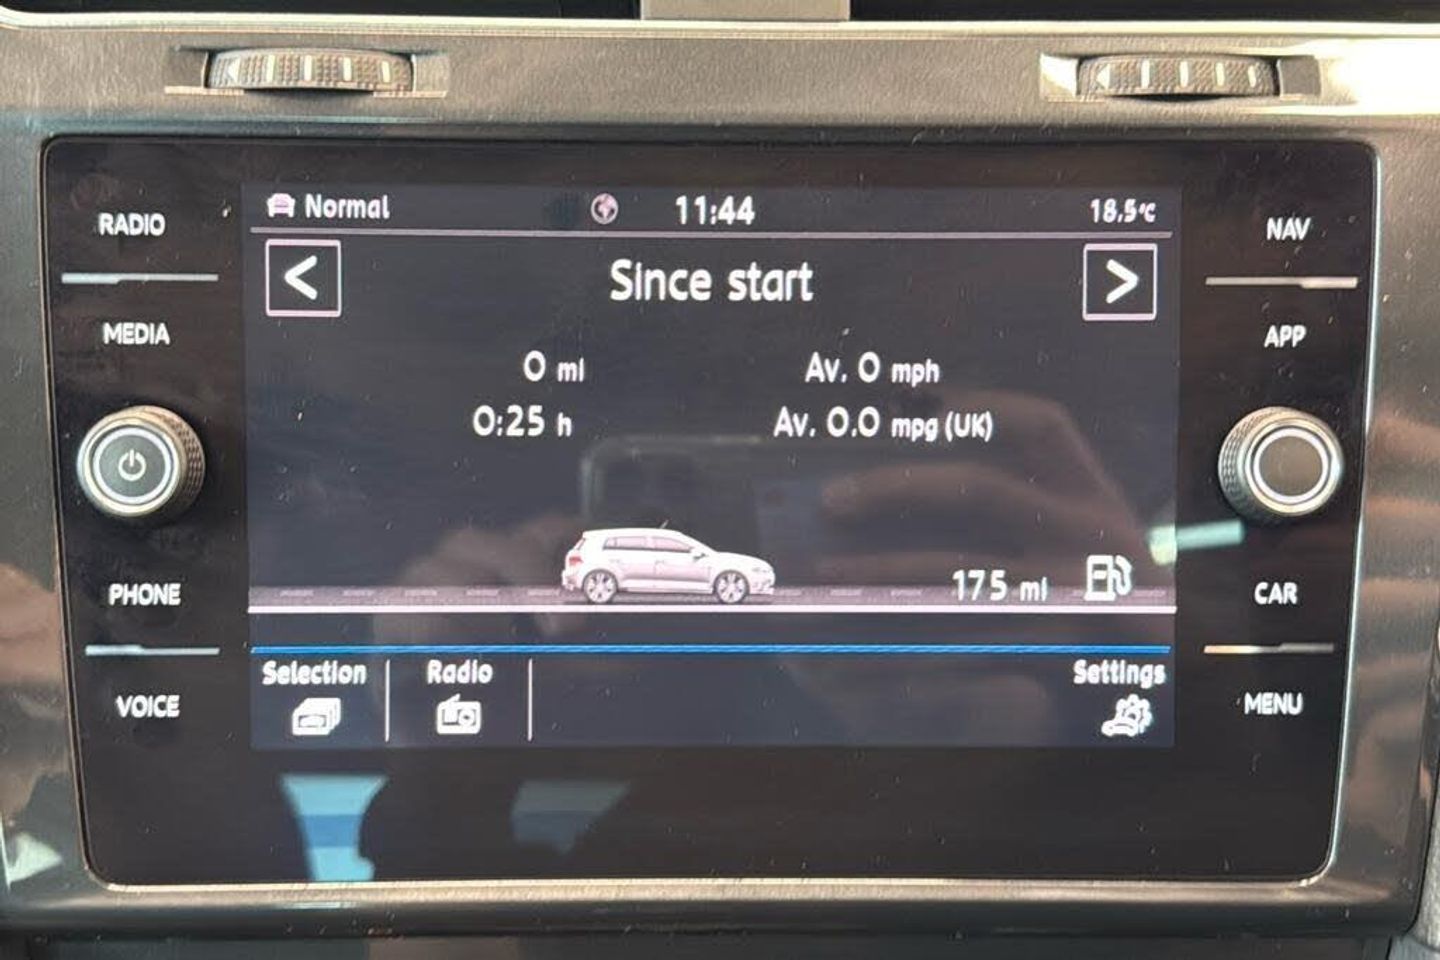 Normal 11:44 18.5°C
RADIO
NAV
<
Since start
>
MEDIA
APP
0 mi Av. 0 mph
0:25 h Av. 0.0 mpg (UK)
175 mi
PHONE
CAR
Selection Radio Settings
VOICE
MENU